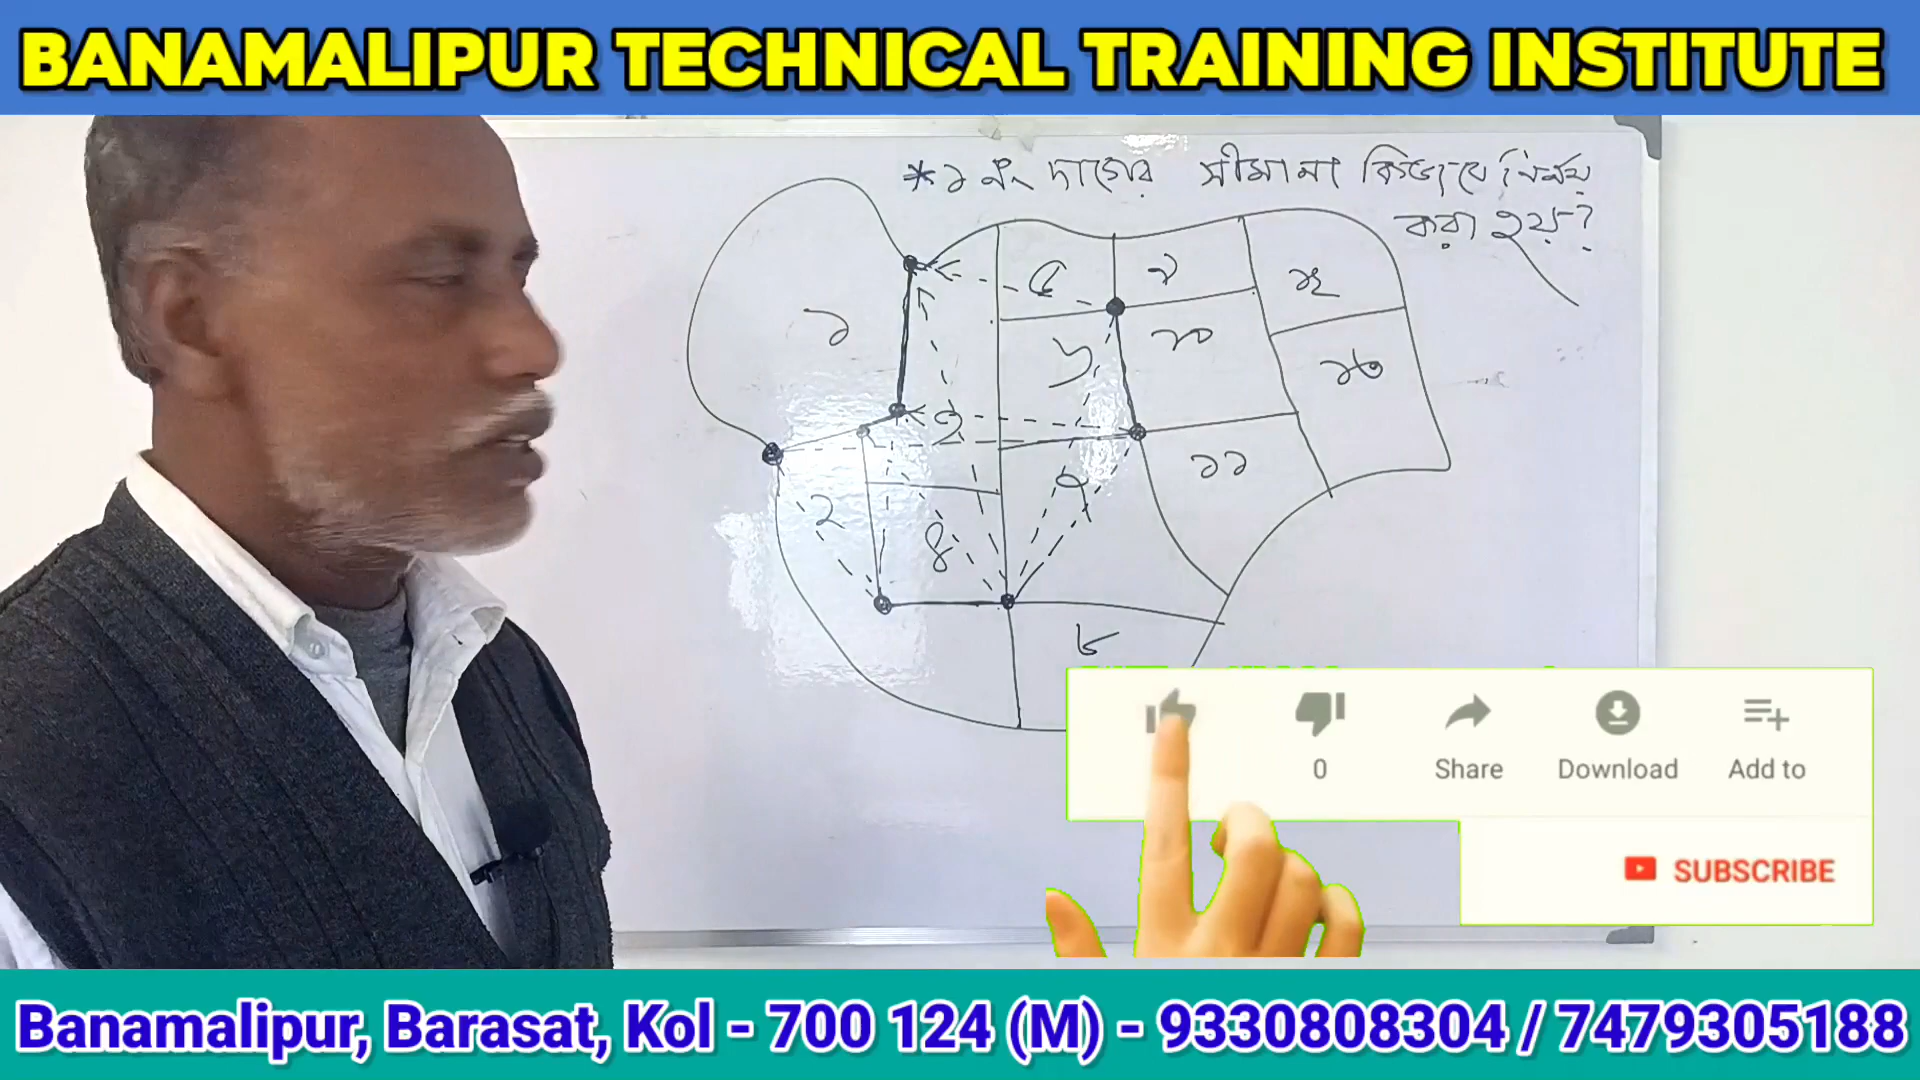 BANAMALIPUR TECHNICAL TRAINING INSTITUTE
*১ নং দাগের সীমানা কিভাবে নির্ণয়
করা হয়?
১
৫
৯
১২
৬
১০
১৩
৭
১১
২
৪
৮
0
Share
Download
Add to
SUBSCRIBE
Banamalipur, Barasat, Kol - 700 124 (M) - 9330808304 / 7479305188